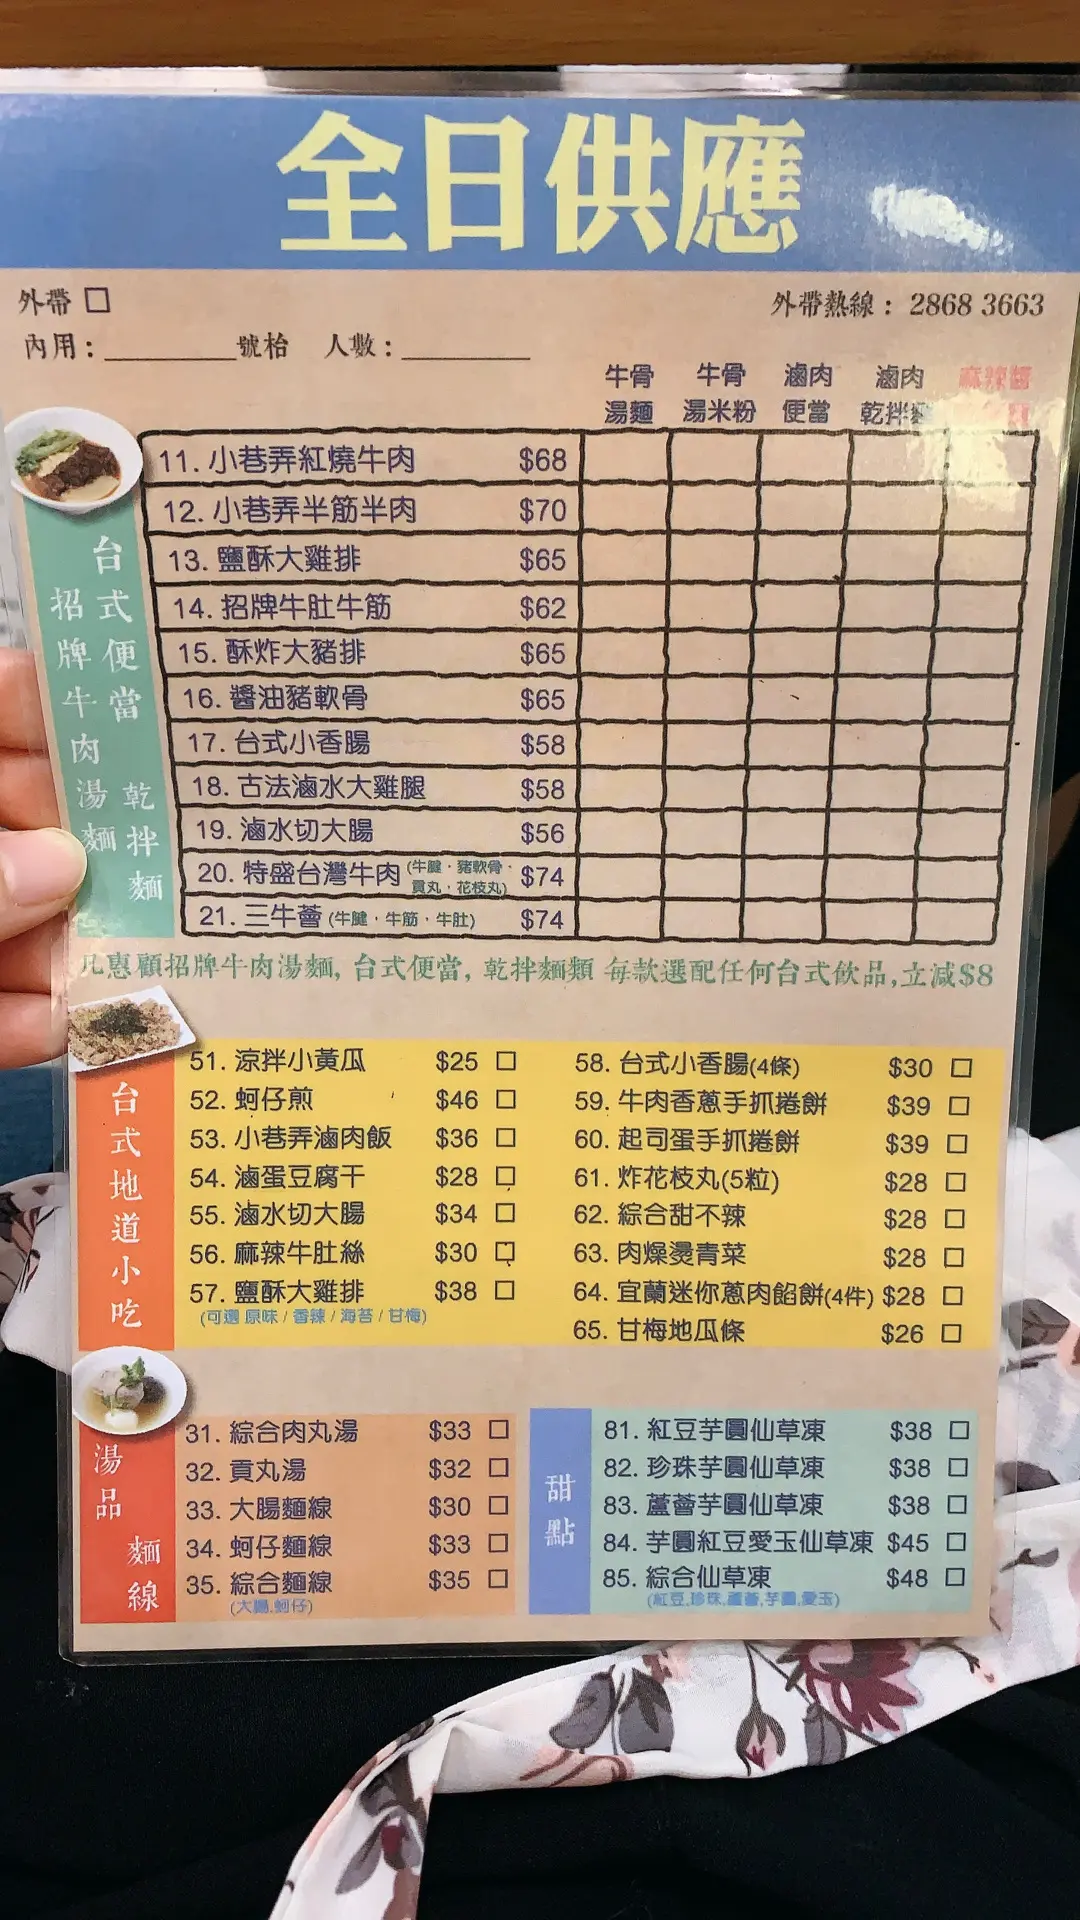 全日供應
外帶 □
外帶熱線：2868 3663
內用：________號枱 人數：________
牛骨湯麵
牛骨湯米粉
滷肉便當
滷肉乾拌麵
麻辣醬
台式便當 乾拌麵
招牌牛肉湯麵
11. 小巷弄紅燒牛肉 $68
12. 小巷弄半筋半肉 $70
13. 鹽酥大雞排 $65
14. 招牌牛肚牛筋 $62
15. 酥炸大豬排 $65
16. 醬油豬軟骨 $65
17. 台式小香腸 $58
18. 古法滷水大雞腿 $58
19. 滷水切大腸 $56
20. 特盛台灣牛肉 (牛腱．豬軟骨．貢丸．花枝丸) $74
21. 三牛薈 (牛腱．牛筋．牛肚) $74
凡惠顧招牌牛肉湯麵, 台式便當, 乾拌麵類 每款選配任何台式飲品,立減$8
台式地道小吃
51. 涼拌小黃瓜 $25 □
52. 蚵仔煎 $46 □
53. 小巷弄滷肉飯 $36 □
54. 滷蛋豆腐干 $28 □
55. 滷水切大腸 $34 □
56. 麻辣牛肚絲 $30 □
57. 鹽酥大雞排 $38 □
(可選 原味 / 香辣 / 海苔 / 甘梅)
58. 台式小香腸(4條) $30 □
59. 牛肉香蔥手抓捲餅 $39 □
60. 起司蛋手抓捲餅 $39 □
61. 炸花枝丸(5粒) $28 □
62. 綜合甜不辣 $28 □
63. 肉燥燙青菜 $28 □
64. 宜蘭迷你蔥肉餡餅(4件) $28 □
65. 甘梅地瓜條 $26 □
湯品 麵線
31. 綜合肉丸湯 $33 □
32. 貢丸湯 $32 □
33. 大腸麵線 $30 □
34. 蚵仔麵線 $33 □
35. 綜合麵線 $35 □
(大腸.蚵仔)
甜點
81. 紅豆芋圓仙草凍 $38 □
82. 珍珠芋圓仙草凍 $38 □
83. 蘆薈芋圓仙草凍 $38 □
84. 芋圓紅豆愛玉仙草凍 $45 □
85. 綜合仙草凍 $48 □
(紅豆,珍珠,蘆薈,芋圓,愛玉)